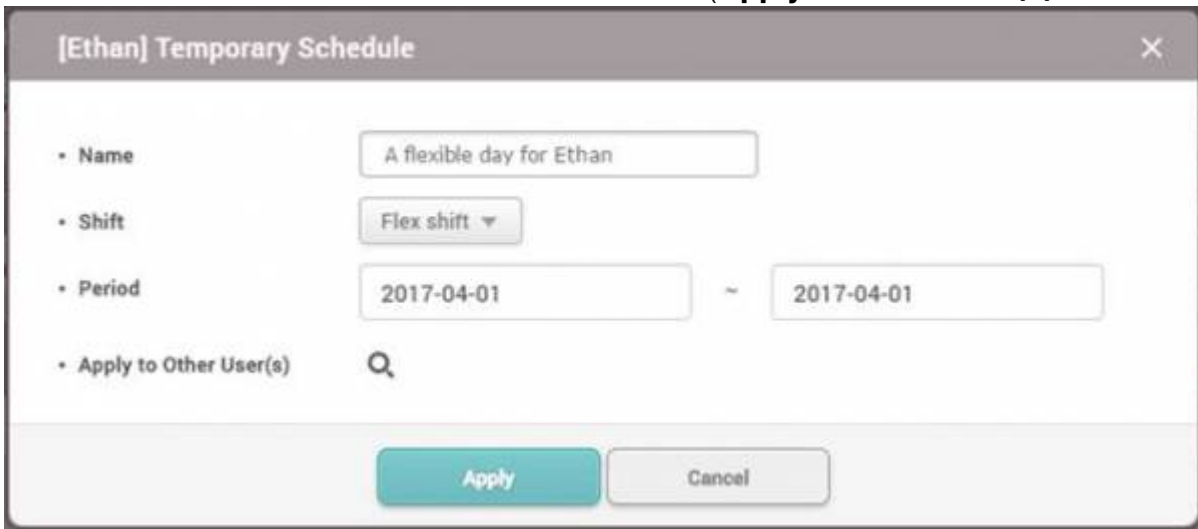 [Ethan] Temporary Schedule
• Name A flexible day for Ethan
• Shift Flex shift
• Period 2017-04-01 ~ 2017-04-01
• Apply to Other User(s)
Apply Cancel